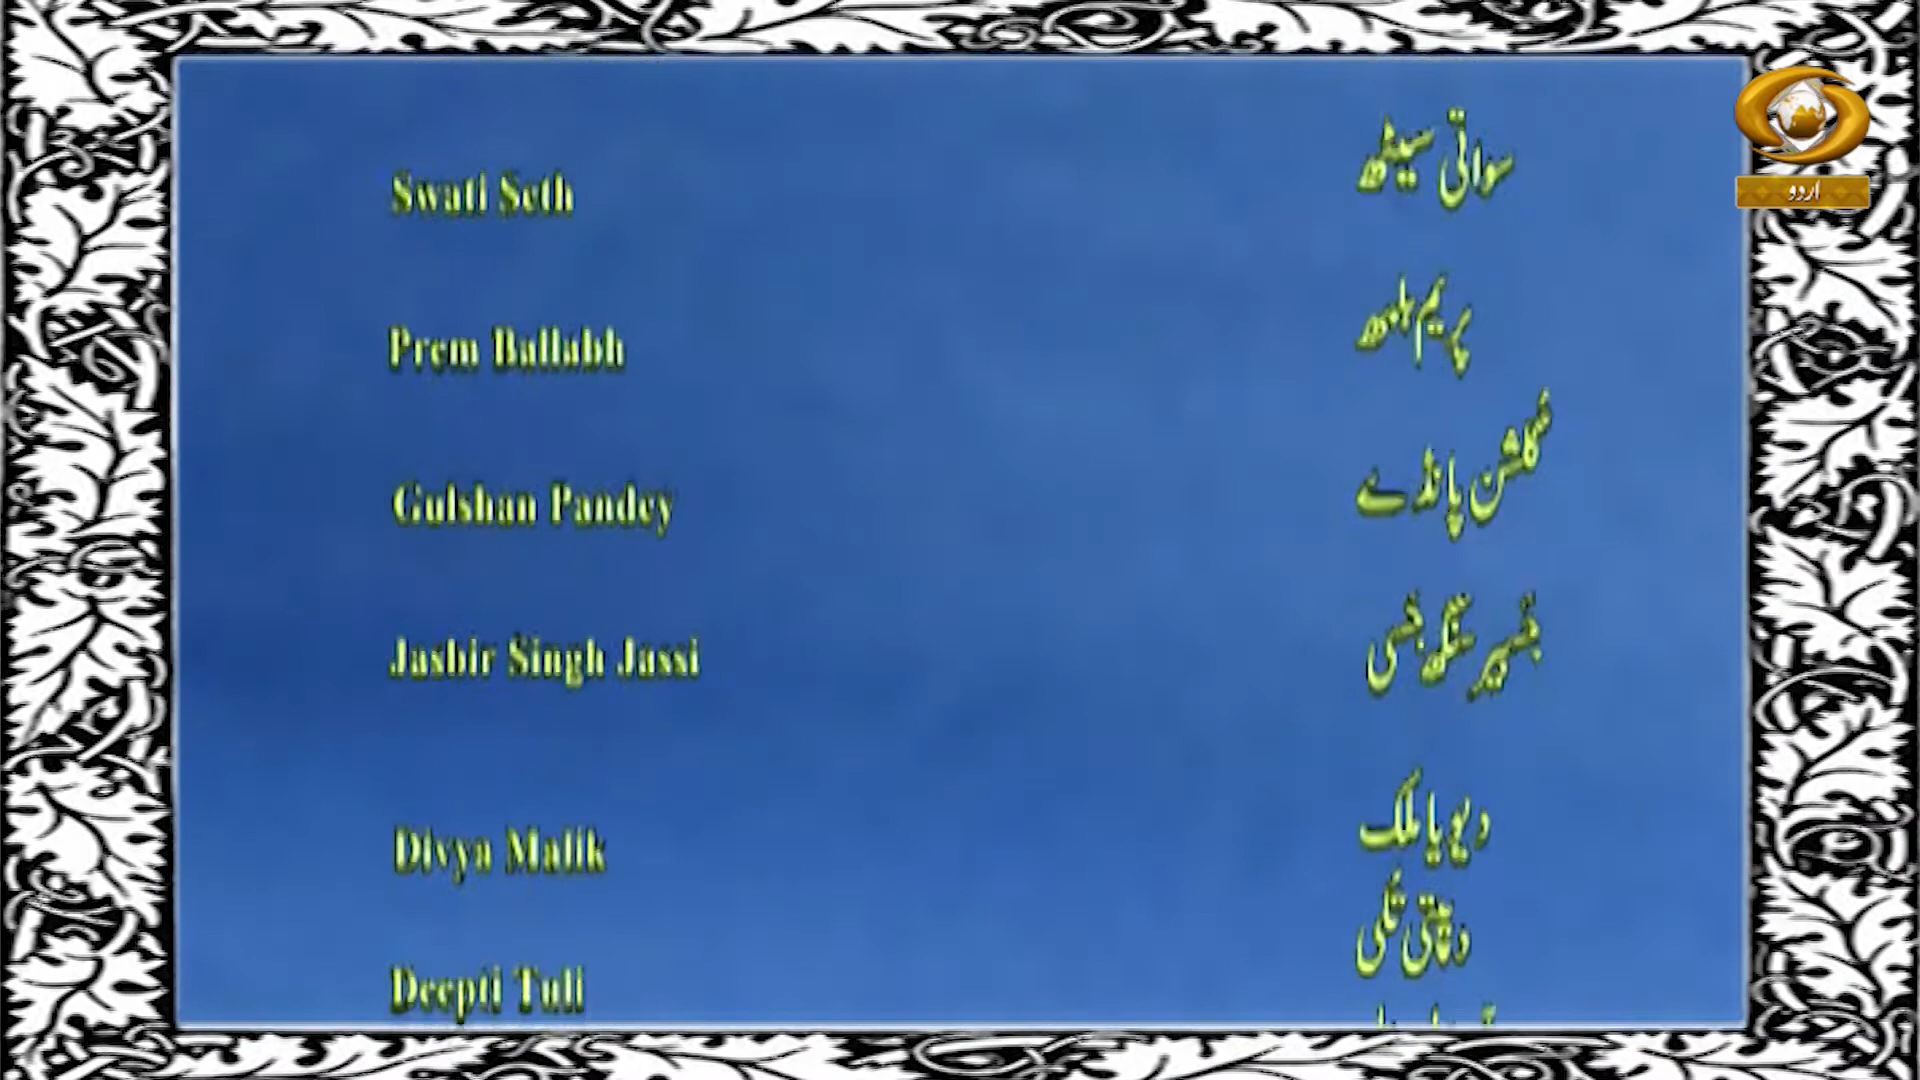 Swati Seth سواتی سیٹھ
اردو
Prem Ballabh پریم بلبھ
Gulshan Pandey گلشن پانڈے
Jasbir Singh Jassi جسبیر سنگھ جسی
Divya Malik دیویا ملک
Deepti Tuli دپتی تلی